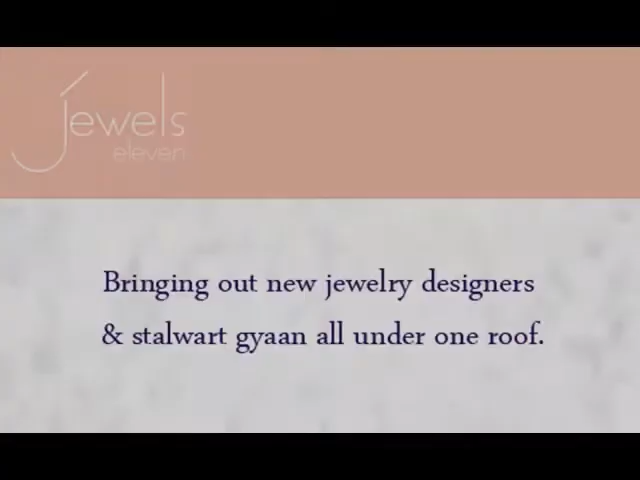 jewels
eleven
Bringing out new jewelry designers
& stalwart gyaan all under one roof.